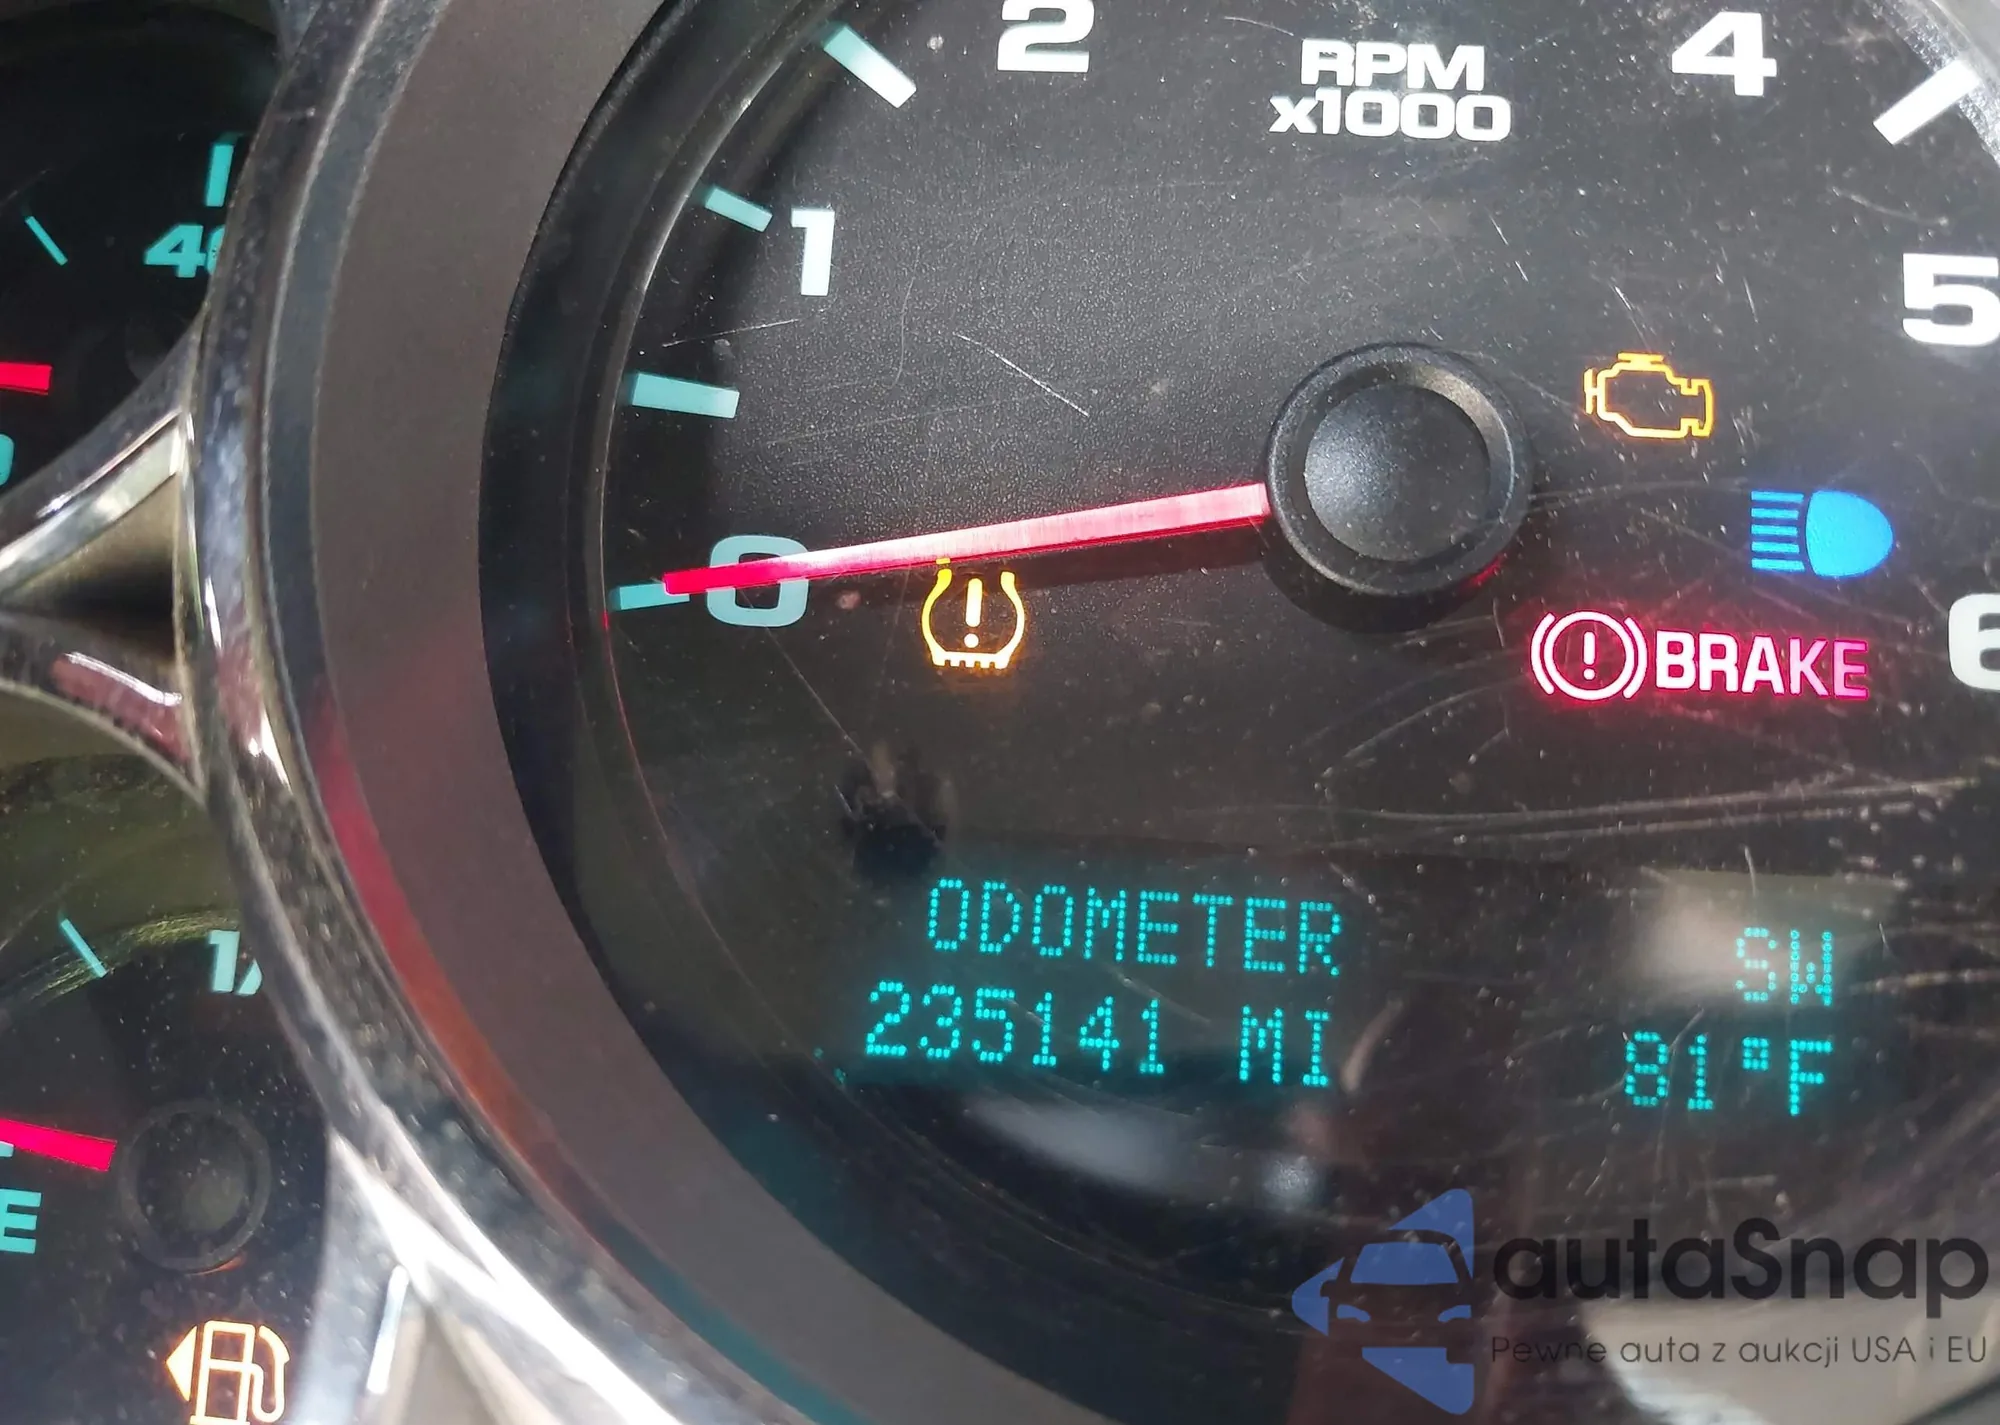 2
4
RPM
x1000
1
5
40
0
6
BRAKE
ODOMETER
SW
235141 MI
81°F
E
autaSnap
Pewne auta z aukcji USA i EU